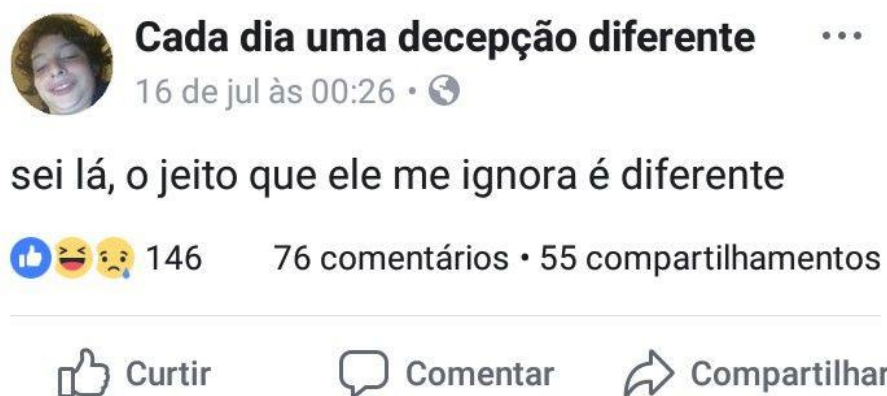 Cada dia uma decepção diferente
16 de jul às 00:26 •
sei lá, o jeito que ele me ignora é diferente
146 76 comentários • 55 compartilhamentos
Curtir Comentar Compartilhar